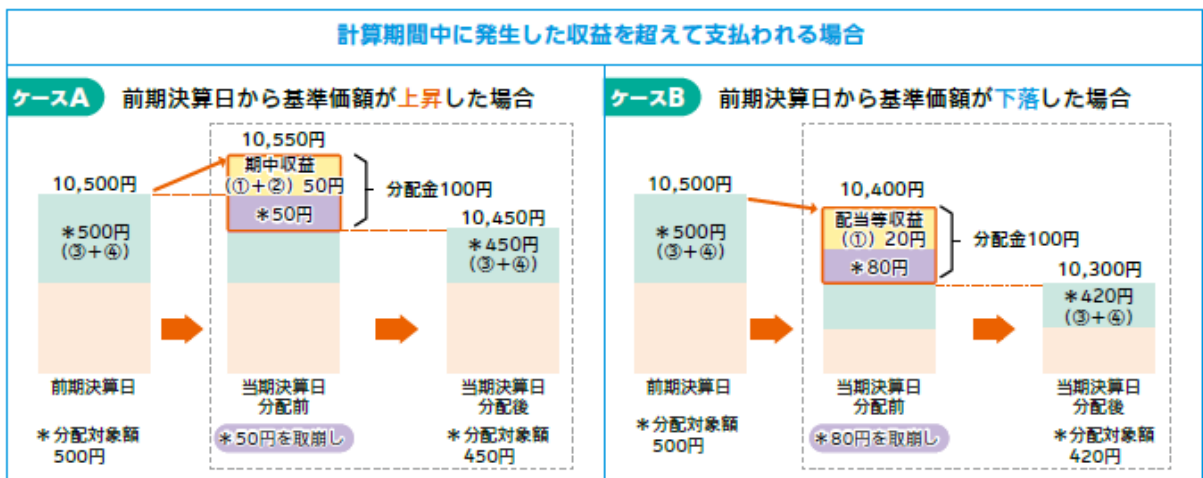 計算期間中に発生した収益を超えて支払われる場合
ケースA 前期決算日から基準価額が上昇した場合
10,550円
期中収益
(①+②) 50円
*50円
分配金100円
10,500円
*500円
(③+④)
10,450円
*450円
(③+④)
前期決算日
当期決算日
分配前
当期決算日
分配後
*分配対象額
500円
*50円を取崩し
*分配対象額
450円
ケースB 前期決算日から基準価額が下落した場合
10,500円
*500円
(③+④)
10,400円
配当等収益
(①) 20円
*80円
分配金100円
10,300円
*420円
(③+④)
前期決算日
当期決算日
分配前
当期決算日
分配後
*分配対象額
500円
*80円を取崩し
*分配対象額
420円